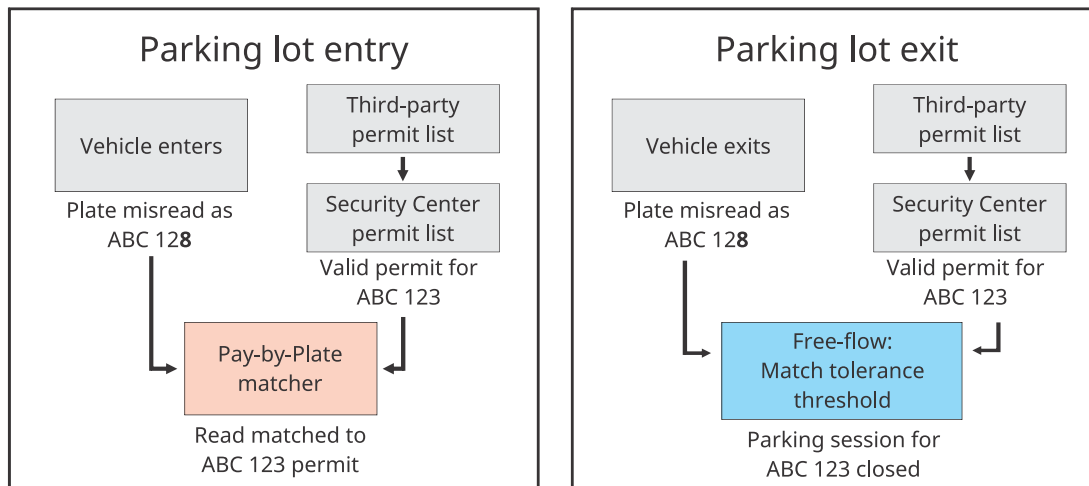 Parking lot entry
Vehicle enters
Plate misread as
ABC 128
Third-party
permit list
Security Center
permit list
Valid permit for
ABC 123
Pay-by-Plate
matcher
Read matched to
ABC 123 permit
Parking lot exit
Vehicle exits
Plate misread as
ABC 128
Third-party
permit list
Security Center
permit list
Valid permit for
ABC 123
Free-flow:
Match tolerance
threshold
Parking session for
ABC 123 closed